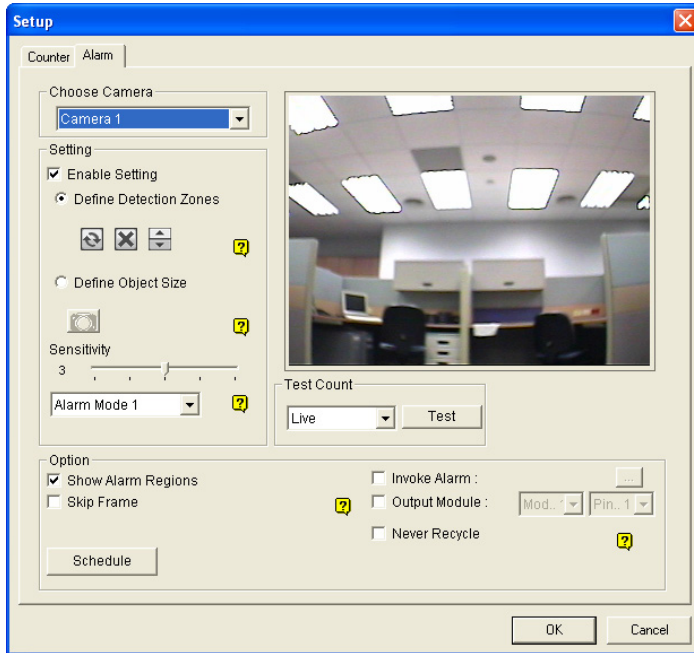 Setup
Counter Alarm
Choose Camera
Camera 1
Setting
Enable Setting
Define Detection Zones
?
Define Object Size
?
Sensitivity
3
Alarm Mode 1
?
Test Count
Live
Test
Option
Show Alarm Regions
Skip Frame
?
Invoke Alarm :
...
Output Module :
Mod.. 1
Pin.. 1
Never Recycle
?
Schedule
OK
Cancel